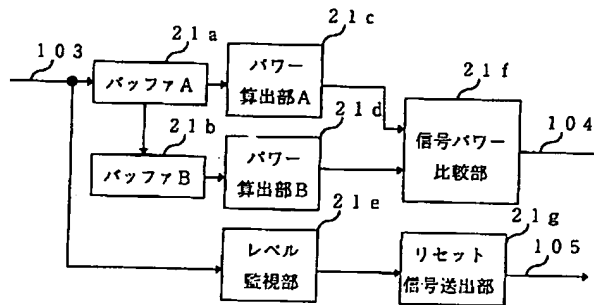 103
21a
バッファA
21c
パワー
算出部A
21f
信号パワー
比較部
104
21b
バッファB
21d
パワー
算出部B
21e
レベル
監視部
21g
リセット
信号送出部
105